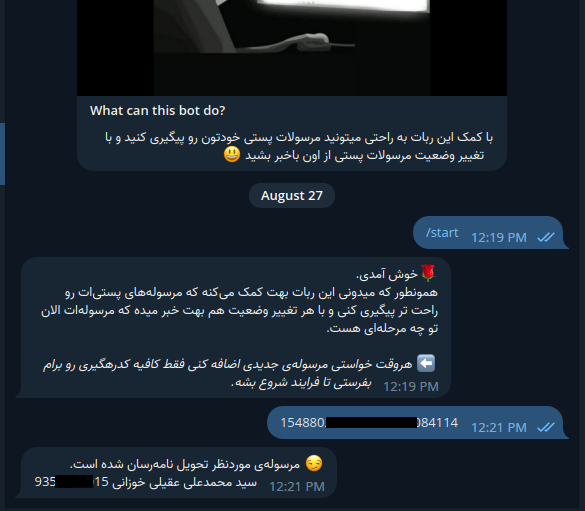 What can this bot do?
با کمک این ربات به راحتی میتونید مرسولات پستی خودتون رو پیگیری کنید و با
تغییر وضعیت مرسولات پستی از اون باخبر بشید 😃
August 27
/start 12:19 PM
🌹 خوش آمدی.
همونطور که میدونی این ربات بهت کمک می‌کنه که مرسوله‌های پستی‌ات رو
راحت تر پیگیری کنی و با هر تغییر وضعیت هم بهت خبر میده که مرسوله‌ات الان
تو چه مرحله‌ای هست.
⬅️ هروقت خواستی مرسوله‌ی جدیدی اضافه کنی فقط کافیه کدرهگیری رو برام
بفرستی تا فرایند شروع بشه.
12:19 PM
154880 084114 12:21 PM
😏 مرسوله‌ی موردنظر تحویل نامه‌رسان شده است.
سید محمدعلی عقیلی خوزانی 935 15
12:21 PM